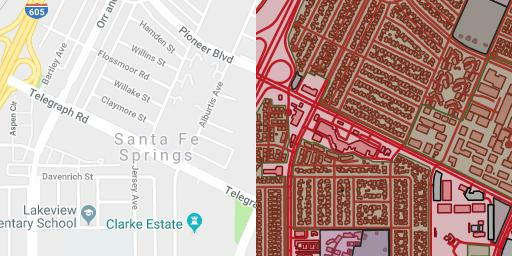 605
Orr and
Hamden St
Pioneer Blvd
Bartley Ave
Willins St
Flossmoor Rd
Willake St
Claymore St
Alburtis Ave
Telegraph Rd
Aspen Cir
Santa Fe
Springs
Davenrich St
Jersey Ave
Telegra
Lakeview
entary School
Clarke Estate